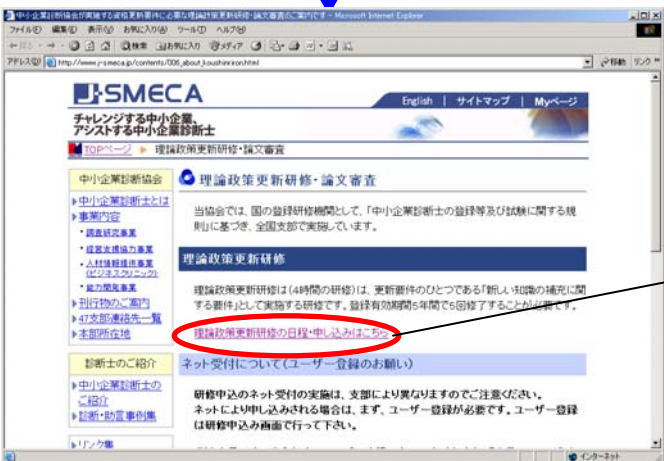 中小企業診断協会が実施する資格更新要件に必要な理論政策更新研修・論文審査のご案内です - Microsoft Internet Explorer
ファイル(F) 編集(E) 表示(V) お気に入り(A) ツール(T) ヘルプ(H)
戻る 検索 お気に入り メディア
アドレス(D) http://www.j-smeca.jp/contents/006_about_koushinriron.html 移動 リンク
J-SMECA
English | サイトマップ | Myページ
チャレンジする中小企業、
アシストする中小企業診断士
TOPページ ▶ 理論政策更新研修・論文審査
中小企業診断協会
中小企業診断士とは
事業内容
・調査研究事業
・経営支援協力事業
・人材情報提供事業
(ビジネスクリニック)
・能力開発事業
刊行物のご案内
47支部連絡先一覧
本部所在地
診断士のご紹介
中小企業診断士の
ご紹介
診断・助言事例集
リンク集
理論政策更新研修・論文審査
当協会では、国の登録研修機関として、「中小企業診断士の登録等及び試験に関する規
則」に基づき、全国支部で実施しています。
理論政策更新研修
理論政策更新研修は(4時間の研修)は、更新要件のひとつである「新しい知識の補充に関
する要件」として実施する研修です。登録有効期間5年間で5回修了することが必要です。
理論政策更新研修の日程・申し込みはこちら
ネット受付について(ユーザー登録のお願い)
研修申込のネット受付の実施は、支部により異なりますのでご注意ください。
ネットにより申し込みされる場合は、まず、ユーザー登録が必要です。ユーザー登録
は研修申込み画面で行って下さい。
インターネット